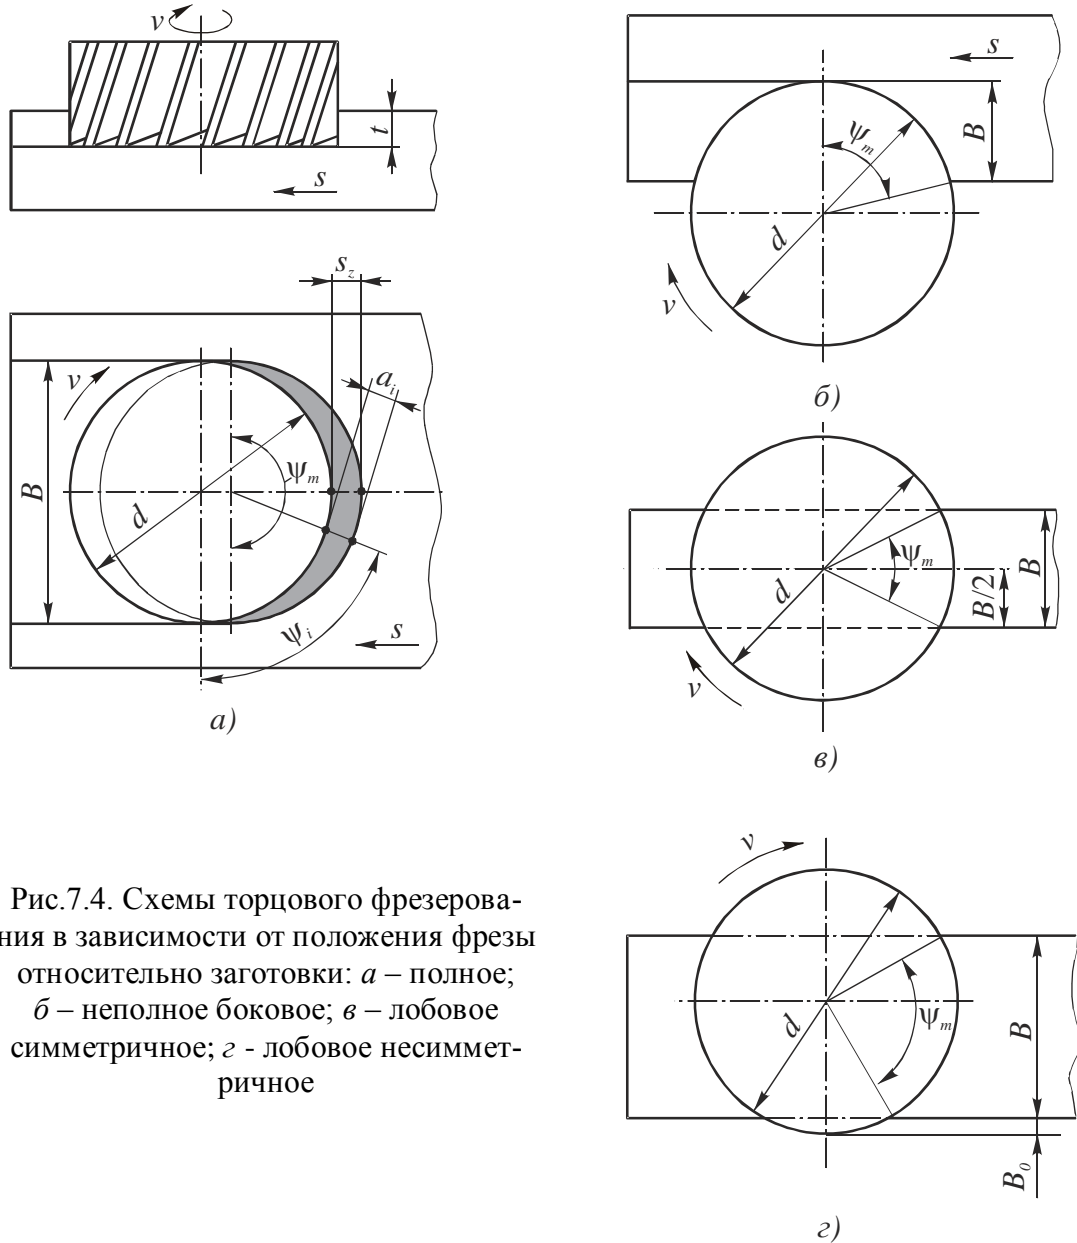 v
t
s
s_z
v
a_i
B
ψ_m
d
ψ_i
s
а)
s
B
ψ_m
d
v
б)
ψ_m
B
B/2
d
v
в)
v
d
ψ_m
B
B_0
г)
Рис.7.4. Схемы торцового фрезерова-
ния в зависимости от положения фрезы
относительно заготовки: а – полное;
б – неполное боковое; в – лобовое
симметричное; г - лобовое несиммет-
ричное